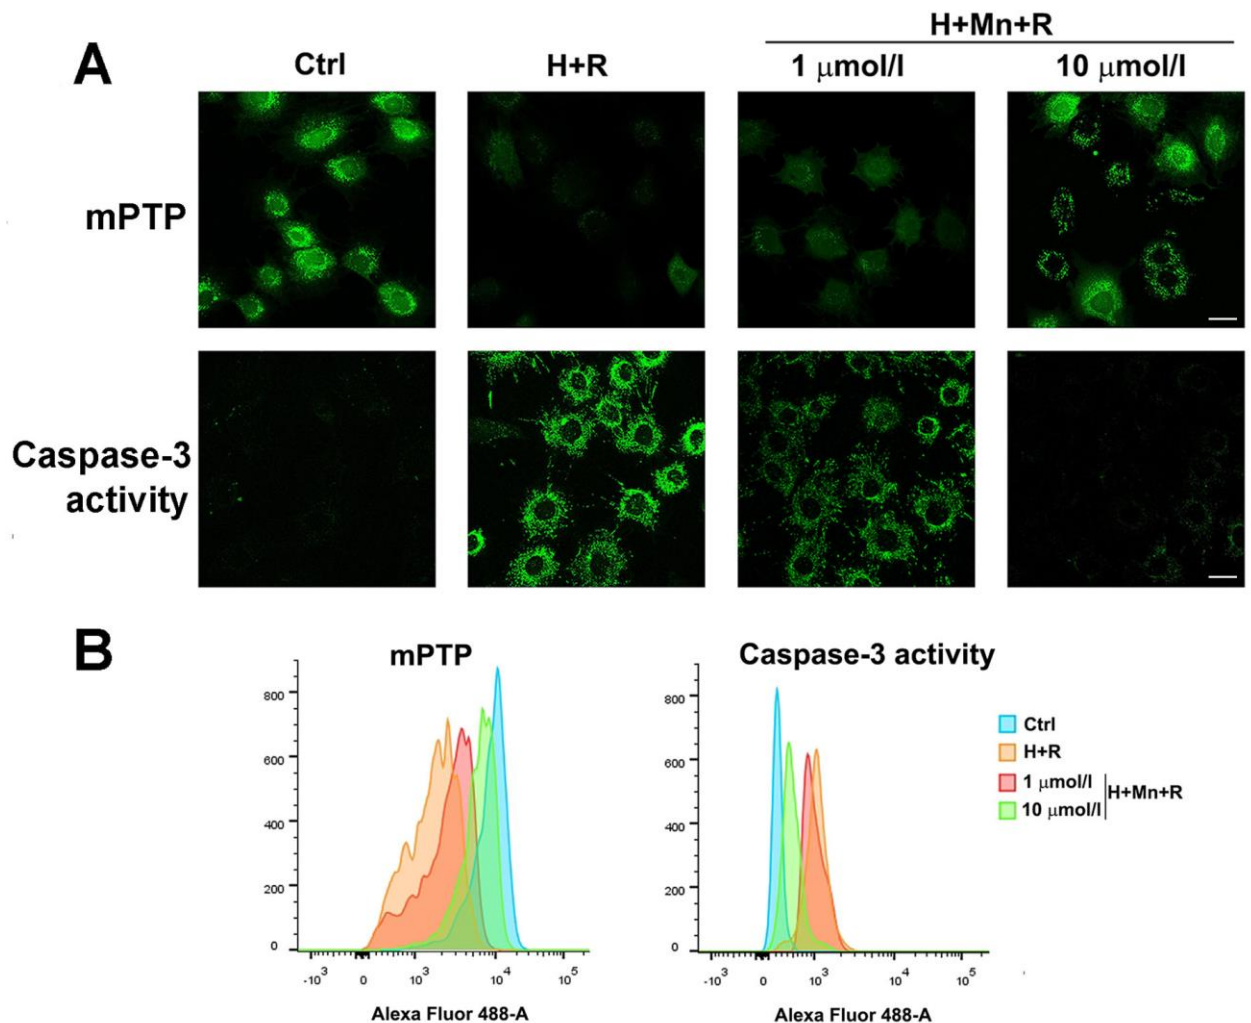 A
Ctrl
H+R
H+Mn+R
1 μmol/l
10 μmol/l
mPTP
Caspase-3
activity
B
mPTP
800
600
400
200
0
-10³ 0 10³ 10⁴ 10⁵
Alexa Fluor 488-A
Caspase-3 activity
800
600
400
200
0
-10³ 0 10³ 10⁴ 10⁵
Alexa Fluor 488-A
Ctrl
H+R
1 μmol/l
10 μmol/l
H+Mn+R